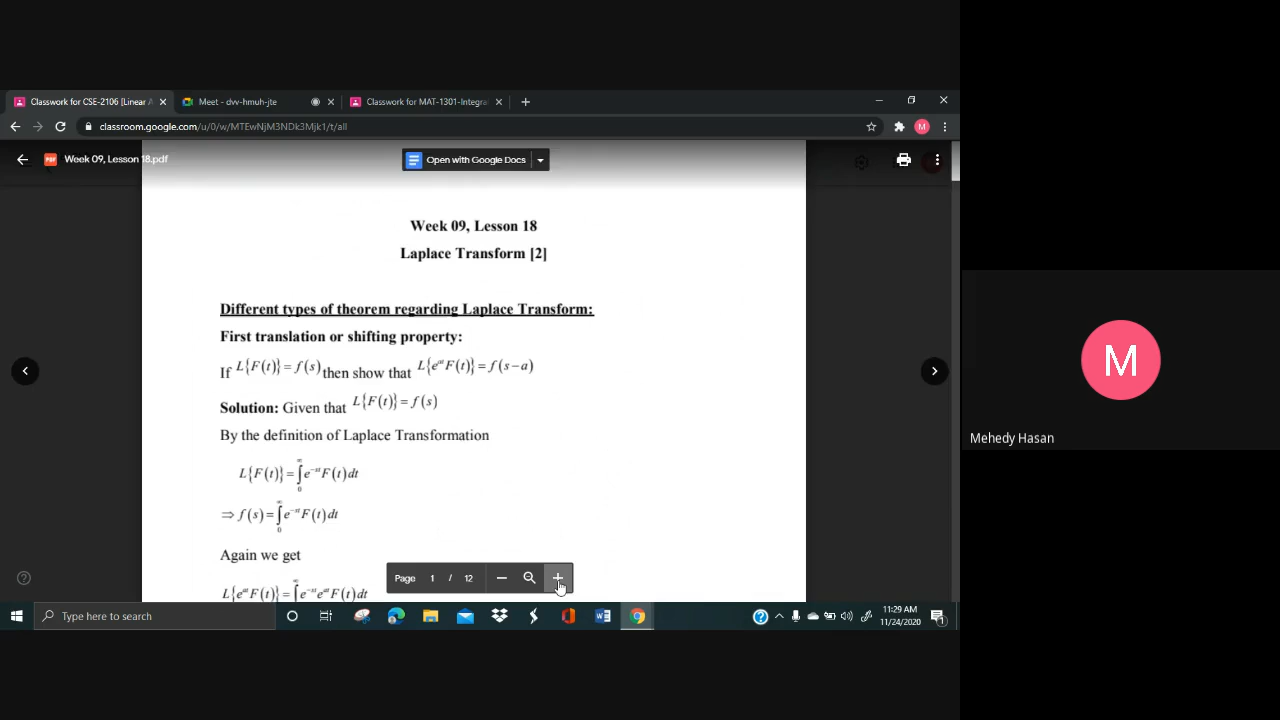 Classwork for CSE-2106 [Linear A
Meet - dvv-hmuh-jte
Classwork for MAT-1301-Integra
classroom.google.com/u/0/w/MTEwNjM3NDk3Mjk1/t/all
PDF
Week 09, Lesson 18.pdf
Open with Google Docs
Week 09, Lesson 18
Laplace Transform [2]
Different types of theorem regarding Laplace Transform:
First translation or shifting property:
If L{F(t)} = f(s) then show that L{e^{at}F(t)} = f(s-a)
Solution: Given that L{F(t)} = f(s)
By the definition of Laplace Transformation
L{F(t)} = ∫_0^∞ e^{-st}F(t)dt
⇒ f(s) = ∫_0^∞ e^{-st}F(t)dt
Again we get
L{e^{at}F(t)} = ∫^∞ e^{-st}e^{at}F(t)dt
Page 1 / 12
M
Mehedy Hasan
Type here to search
11:29 AM
11/24/2020
1